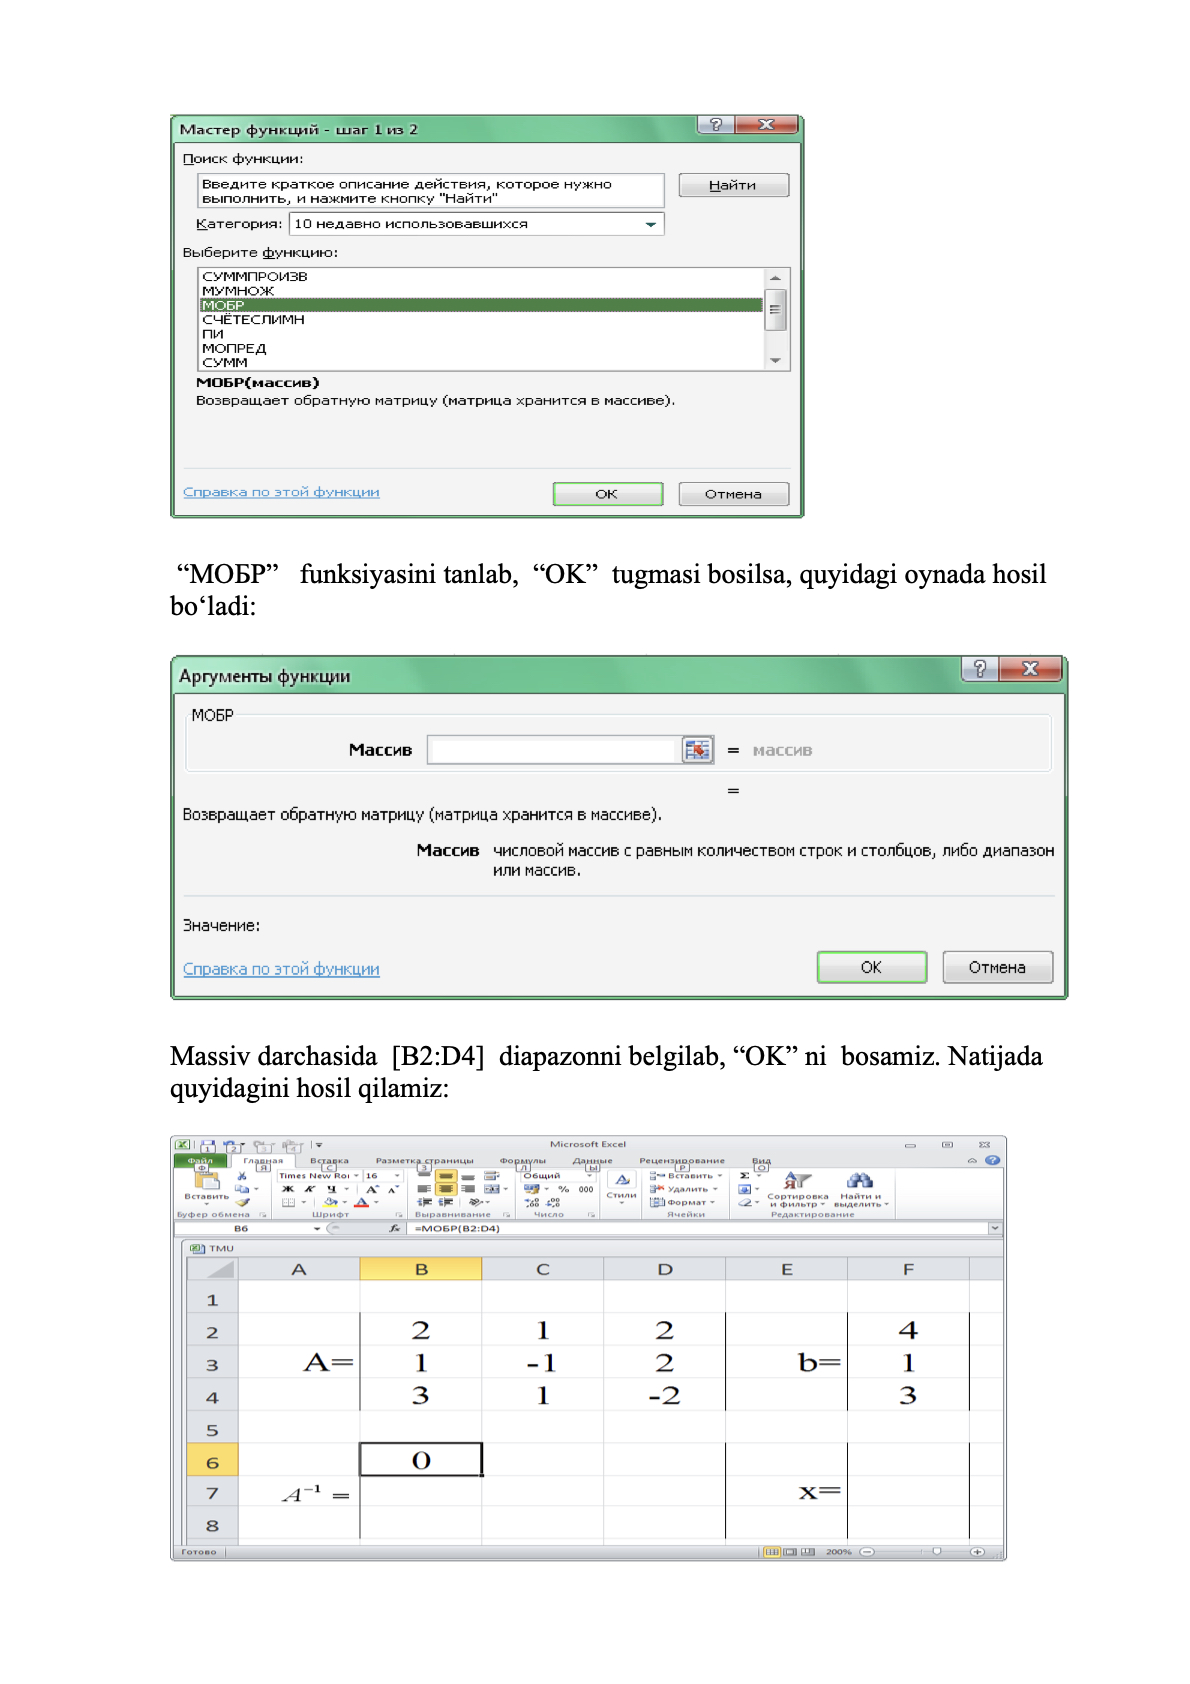 Мастер функций - шаг 1 из 2
Поиск функции:
Введите краткое описание действия, которое нужно
выполнить, и нажмите кнопку "Найти"
Найти
Категория: 10 недавно использовавшихся
Выберите функцию:
СУММПРОИЗВ
МУМНОЖ
МОБР
СЧЁТЕСЛИМН
ПИ
МОПРЕД
СУММ
МОБР(массив)
Возвращает обратную матрицу (матрица хранится в массиве).
Справка по этой функции
ОК
Отмена
“МОБР” funksiyasini tanlab, “OK” tugmasi bosilsa, quyidagi oynada hosil
bo‘ladi:
Аргументы функции
МОБР
Массив = массив
=
Возвращает обратную матрицу (матрица хранится в массиве).
Массив числовой массив с равным количеством строк и столбцов, либо диапазон
или массив.
Значение:
Справка по этой функции
ОК
Отмена
Massiv darchasida [B2:D4] diapazonni belgilab, “OK” ni bosamiz. Natijada
quyidagini hosil qilamiz:
Microsoft Excel
Файл Главная Вставка Разметка страницы Формулы Данные Рецензирование Вид
Times New Roi 16 Общий Вставить
Вставить Ж К Ч % 000 Стили Удалить Сортировка Найти и
Формат и фильтр выделить
Буфер обмена Шрифт Выравнивание Число Ячейки Редактирование
B6 fx =МОБР(B2:D4)
TMU
A B C D E F
1
2 2 1 2 4
3 A= 1 -1 2 b= 1
4 3 1 -2 3
5
6 0
7 A⁻¹ = x=
8
Готово 200%